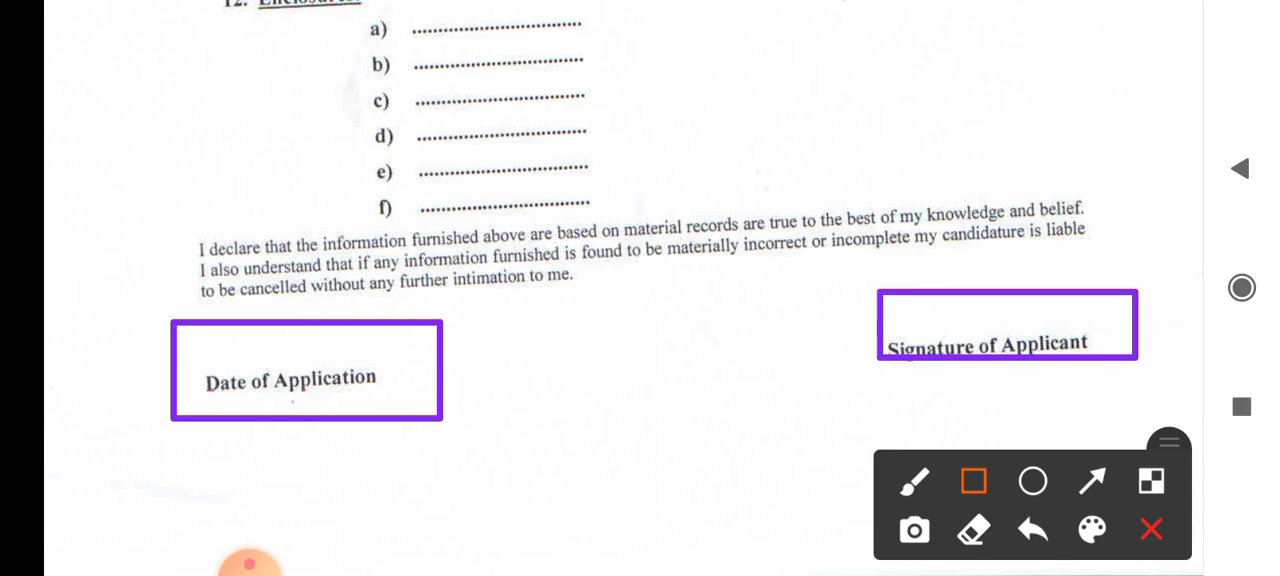 12. Enclosures:
a) ................................
b) ................................
c) ................................
d) ................................
e) ................................
f) ................................
I declare that the information furnished above are based on material records are true to the best of my knowledge and belief.
I also understand that if any information furnished is found to be materially incorrect or incomplete my candidature is liable
to be cancelled without any further intimation to me.
Signature of Applicant
Date of Application